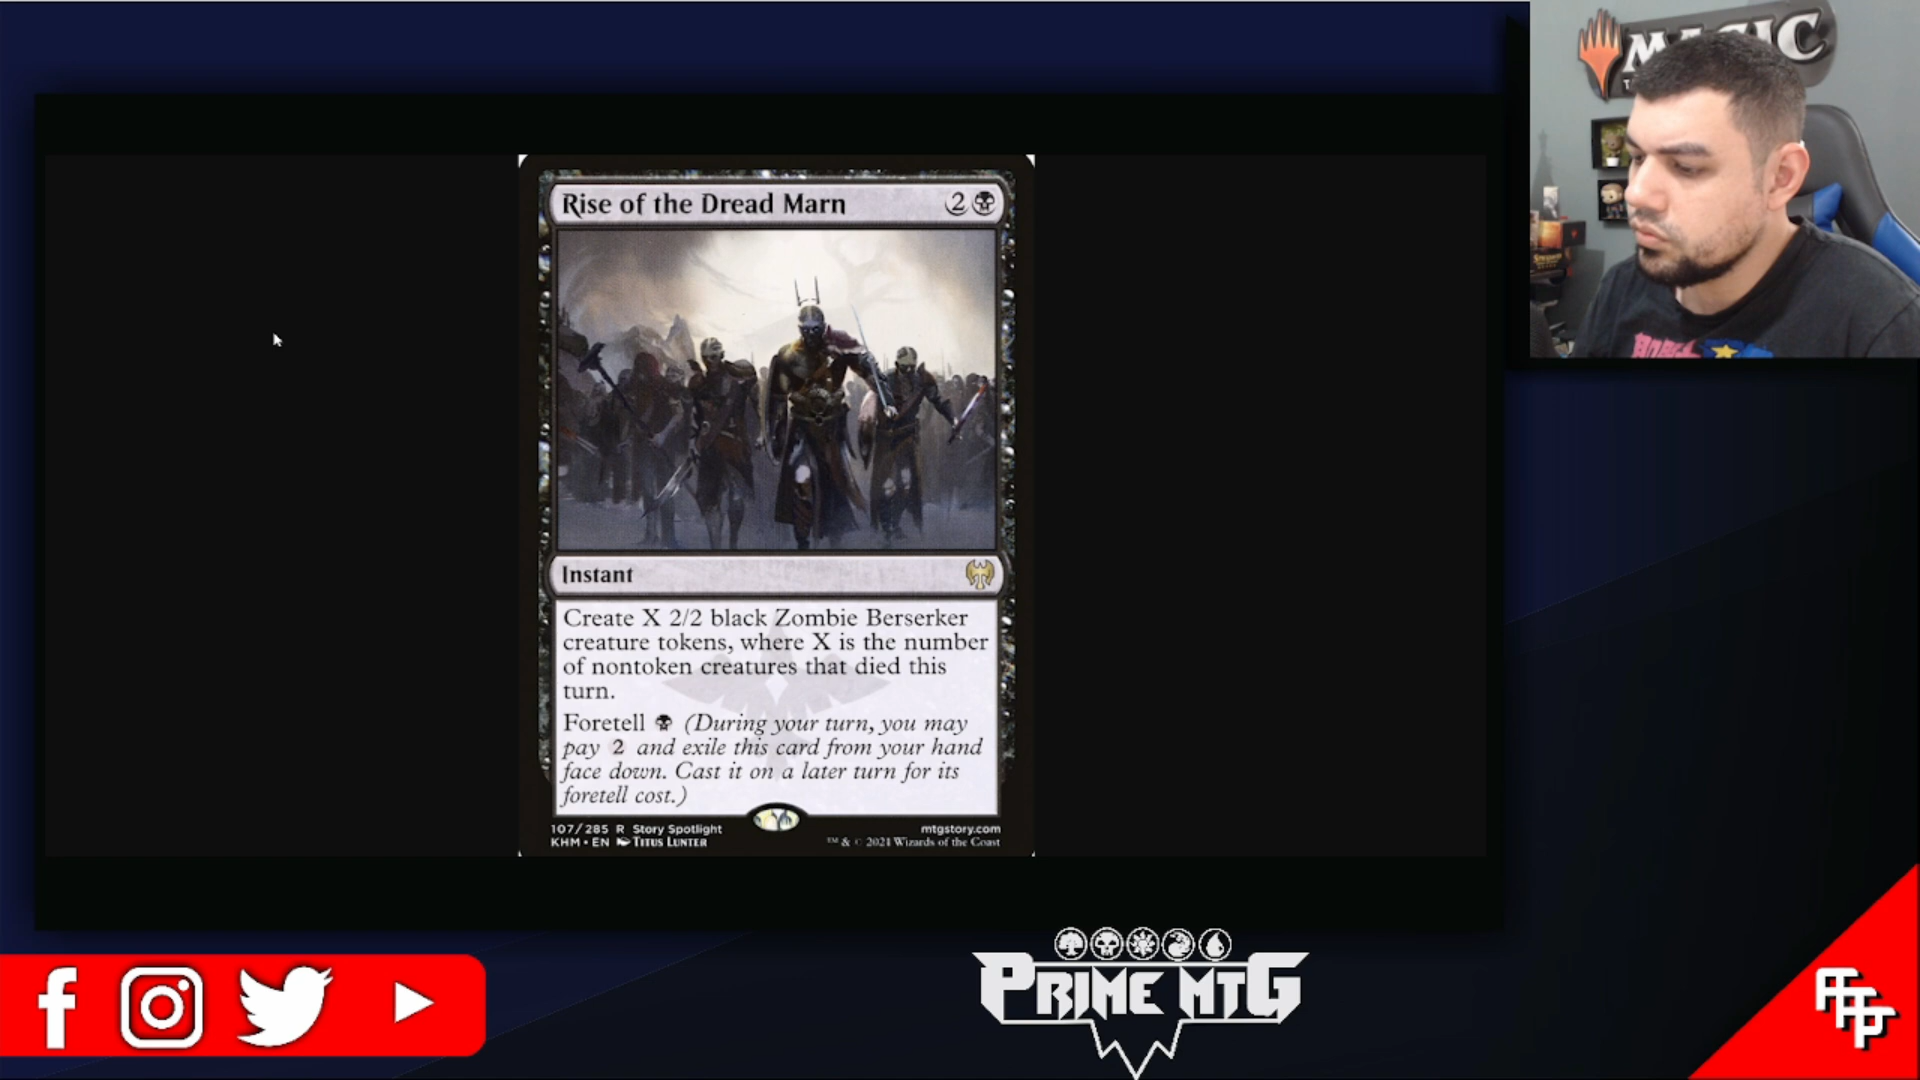 MAGIC
Rise of the Dread Marn 2
Instant
Create X 2/2 black Zombie Berserker
creature tokens, where X is the number
of nontoken creatures that died this
turn.
Foretell (During your turn, you may
pay 2 and exile this card from your hand
face down. Cast it on a later turn for its
foretell cost.)
107/285 R Story Spotlight
mtgstory.com
KHM • EN Titus Lunter
™ & © 2021 Wizards of the Coast
PRIME MTG